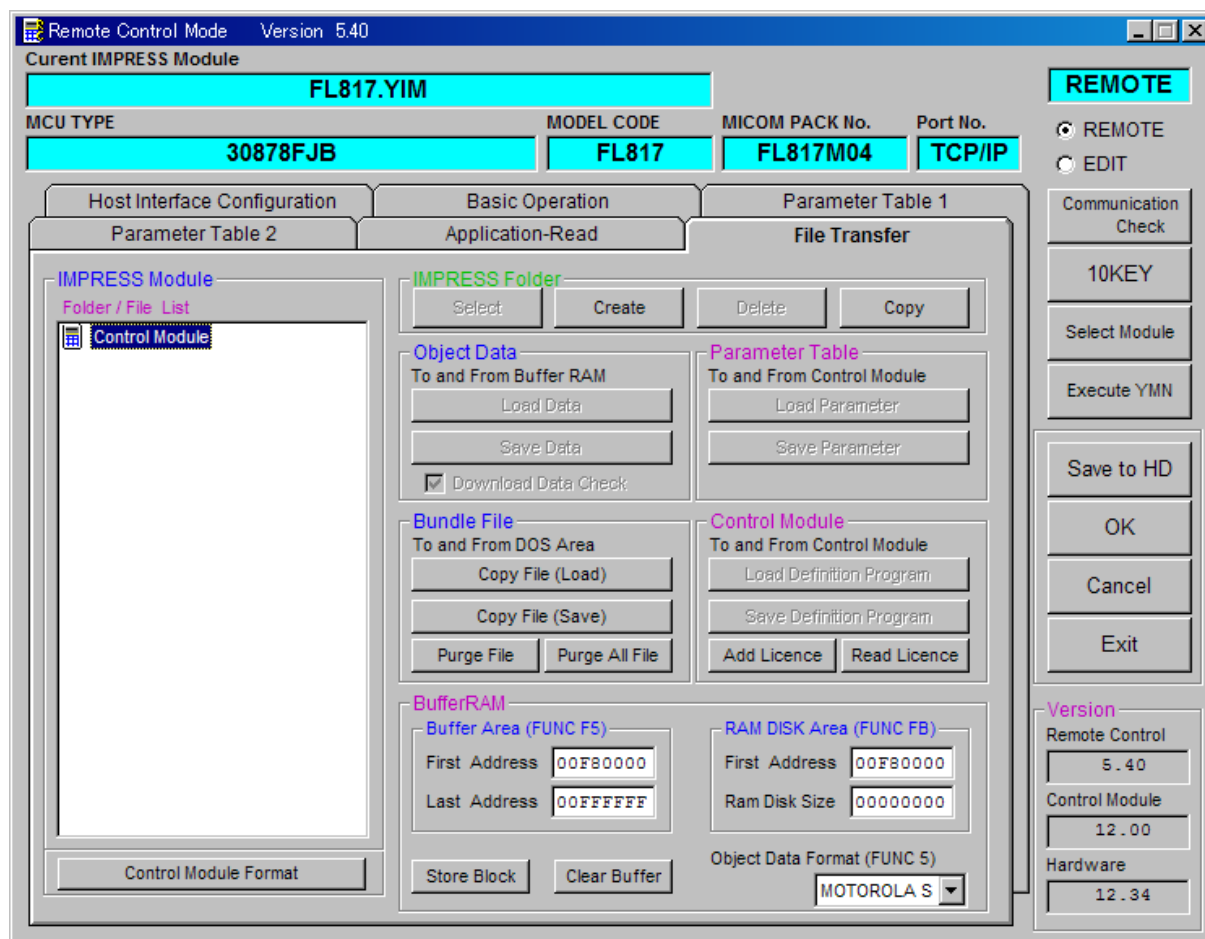 Remote Control Mode Version 5.40
Curent IMPRESS Module
FL817.YIM
REMOTE
MCU TYPE
MODEL CODE
MICOM PACK No.
Port No.
30878FJB
FL817
FL817M04
TCP/IP
REMOTE
EDIT
Host Interface Configuration
Basic Operation
Parameter Table 1
Parameter Table 2
Application-Read
File Transfer
IMPRESS Module
Folder / File List
Control Module
Control Module Format
IMPRESS Folder
Select
Create
Delete
Copy
Object Data
To and From Buffer RAM
Load Data
Save Data
Download Data Check
Parameter Table
To and From Control Module
Load Parameter
Save Parameter
Bundle File
To and From DOS Area
Copy File (Load)
Copy File (Save)
Purge File
Purge All File
Control Module
To and From Control Module
Load Definition Program
Save Definition Program
Add Licence
Read Licence
BufferRAM
Buffer Area (FUNC F5)
First Address 00F80000
Last Address 00FFFFFF
RAM DISK Area (FUNC FB)
First Address 00F80000
Ram Disk Size 00000000
Store Block
Clear Buffer
Object Data Format (FUNC 5)
MOTOROLA S
Communication
Check
10KEY
Select Module
Execute YMN
Save to HD
OK
Cancel
Exit
Version
Remote Control
5.40
Control Module
12.00
Hardware
12.34